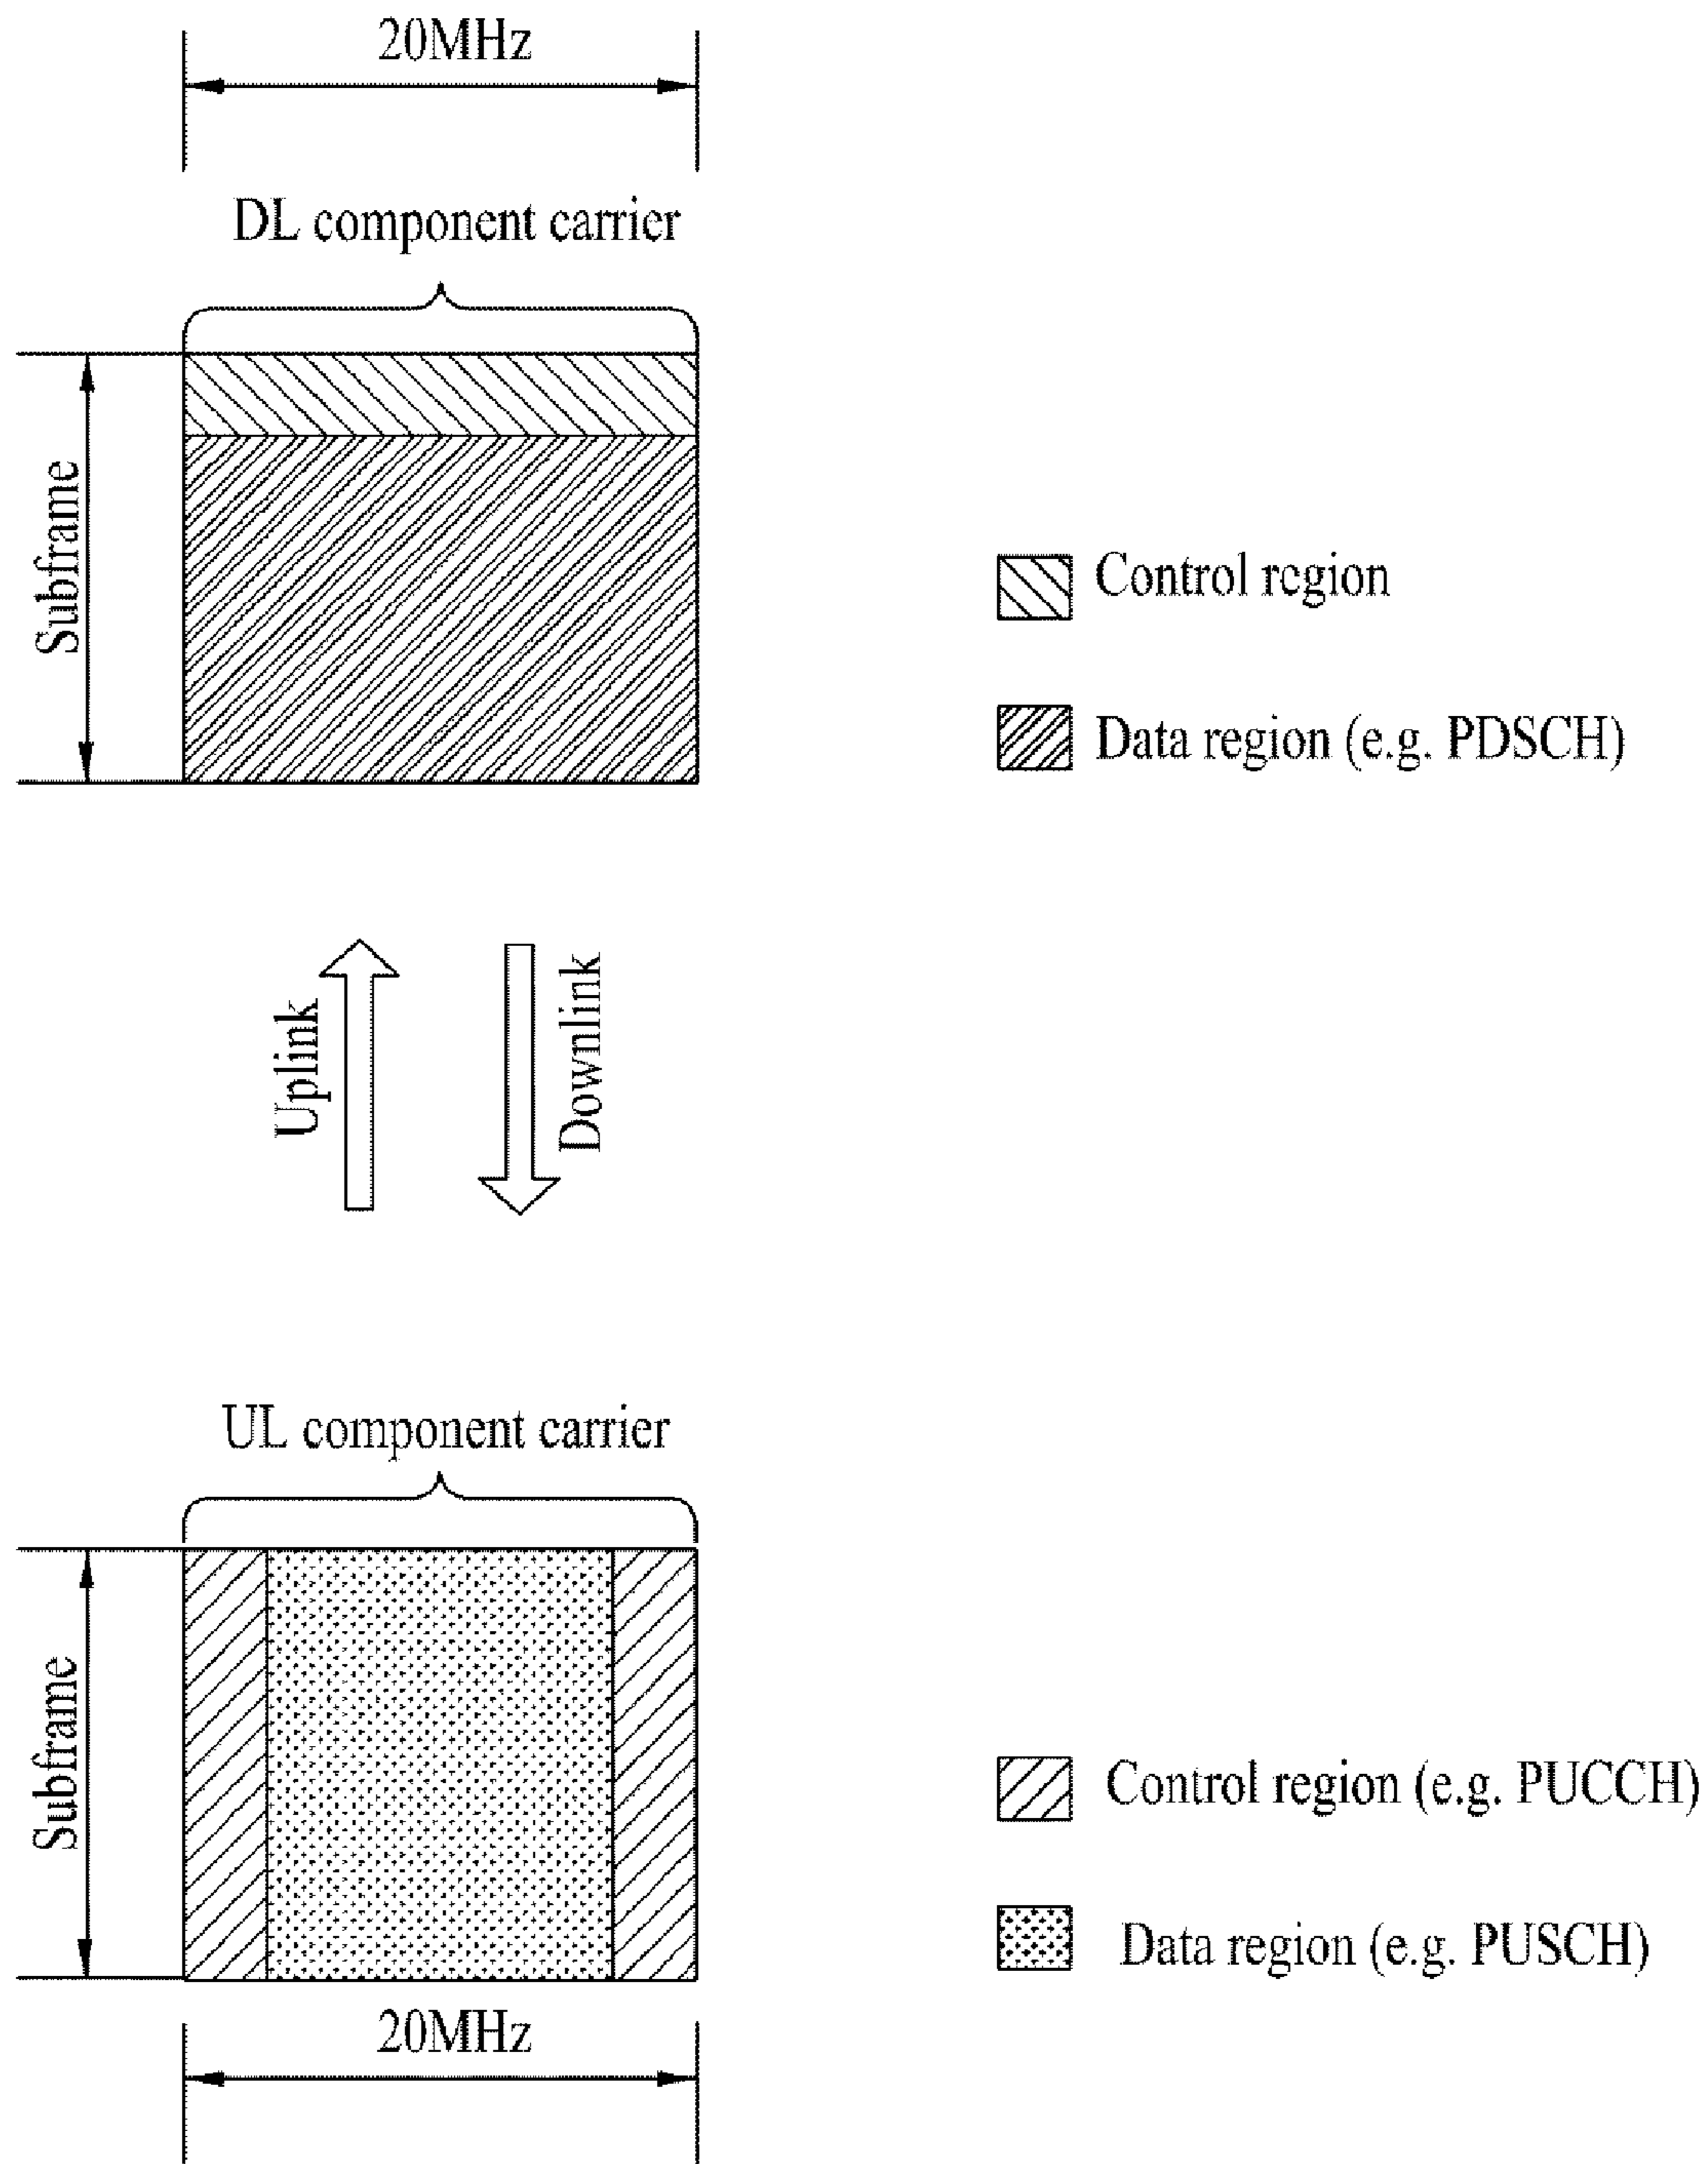 20MHz
DL component carrier
Subframe
Control region
Data region (e.g. PDSCH)
Uplink
Downlink
UL component carrier
Subframe
Control region (e.g. PUCCH)
Data region (e.g. PUSCH)
20MHz